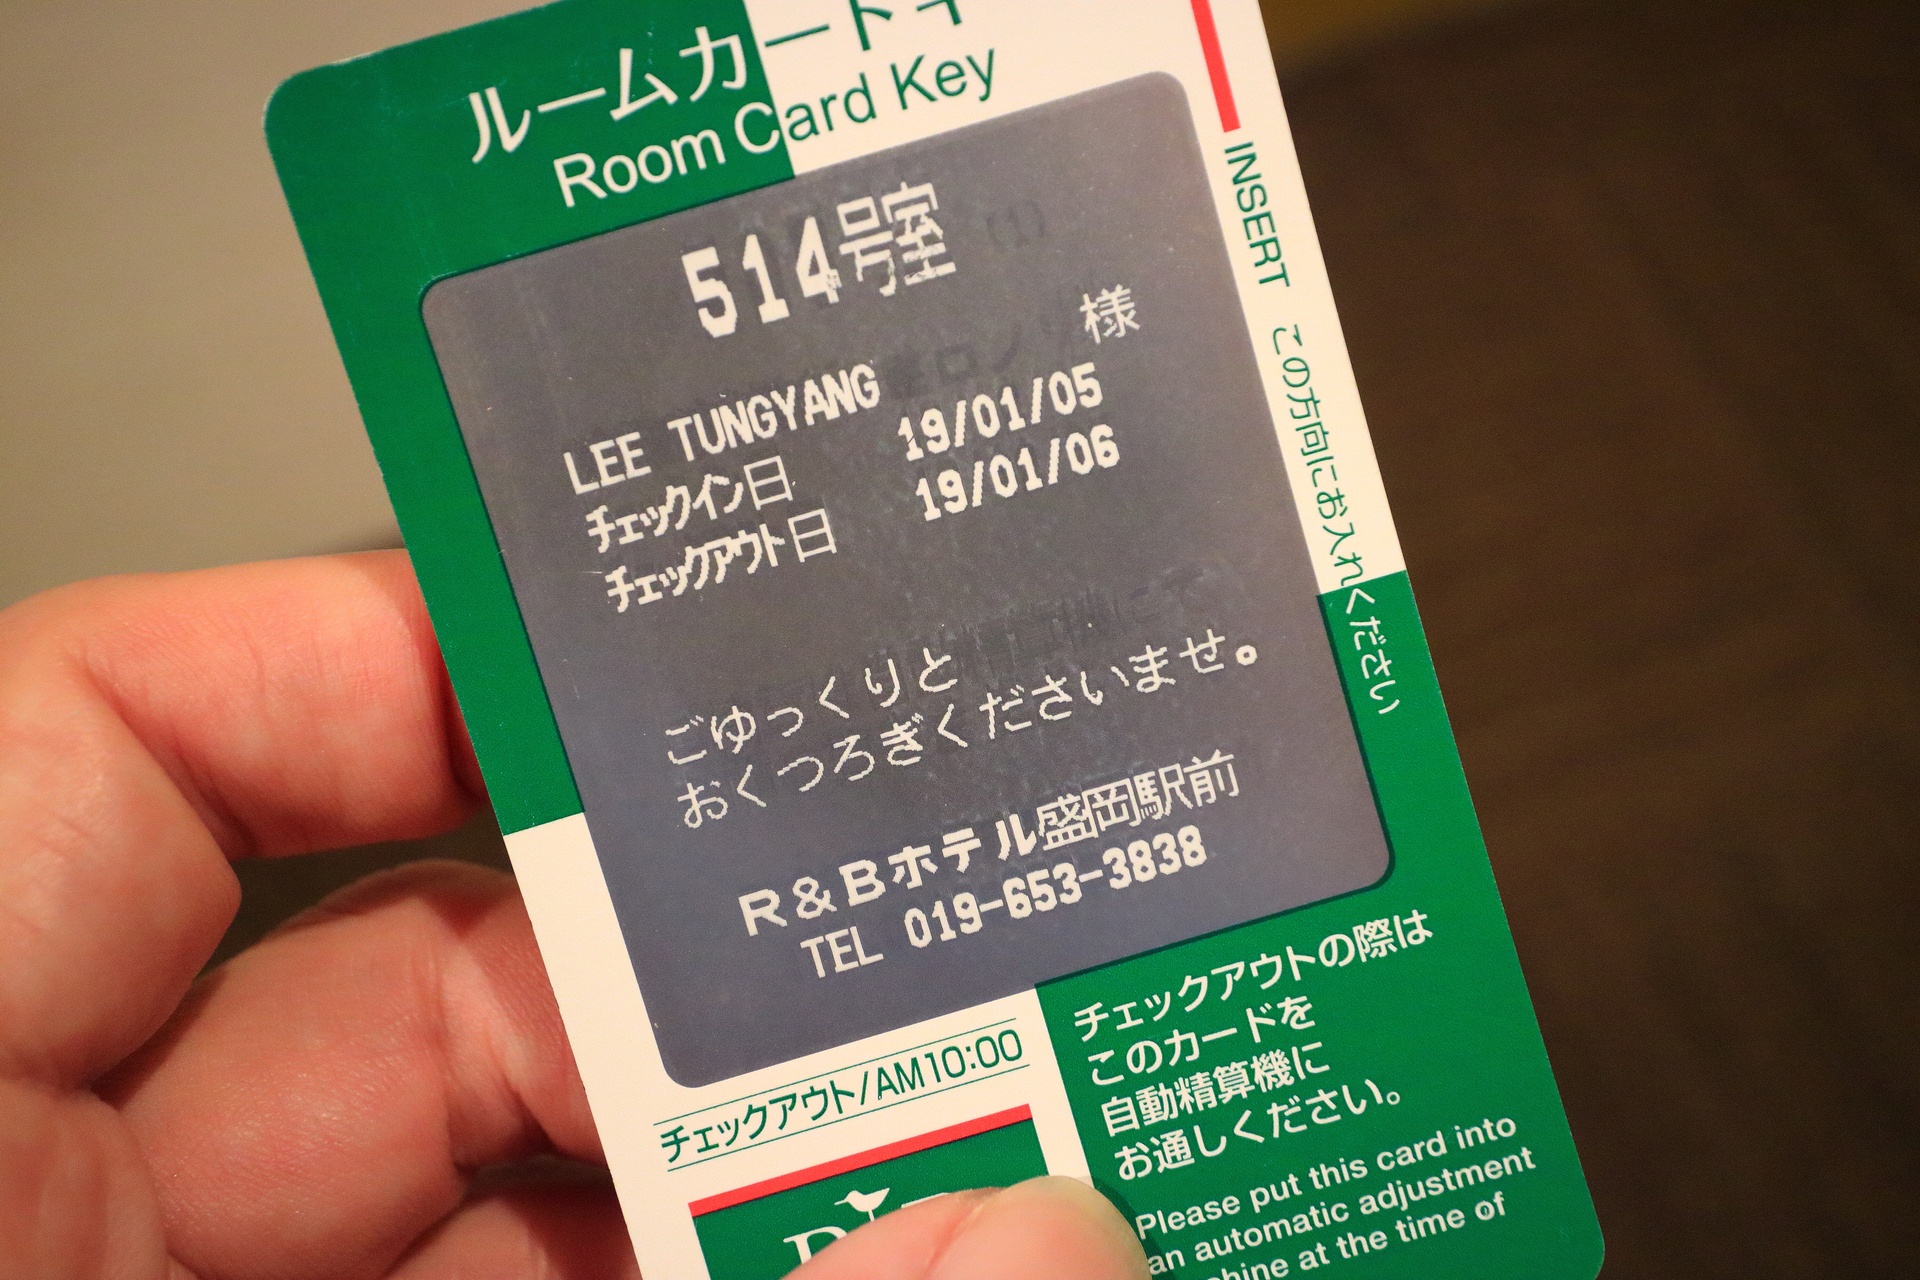 ルームカードキ
Room Card Key
514号室
様
LEE TUNGYANG
チェックイン日 19/01/05
チェックアウト日 19/01/06
ごゆっくりと
おくつろぎくださいませ。
R&Bホテル盛岡駅前
TEL 019-653-3838
INSERT この方向にお入れください
チェックアウト/AM10:00
チェックアウトの際は
このカードを
自動精算機に
お通しください。
Please put this card into
an automatic adjustment
at the time of